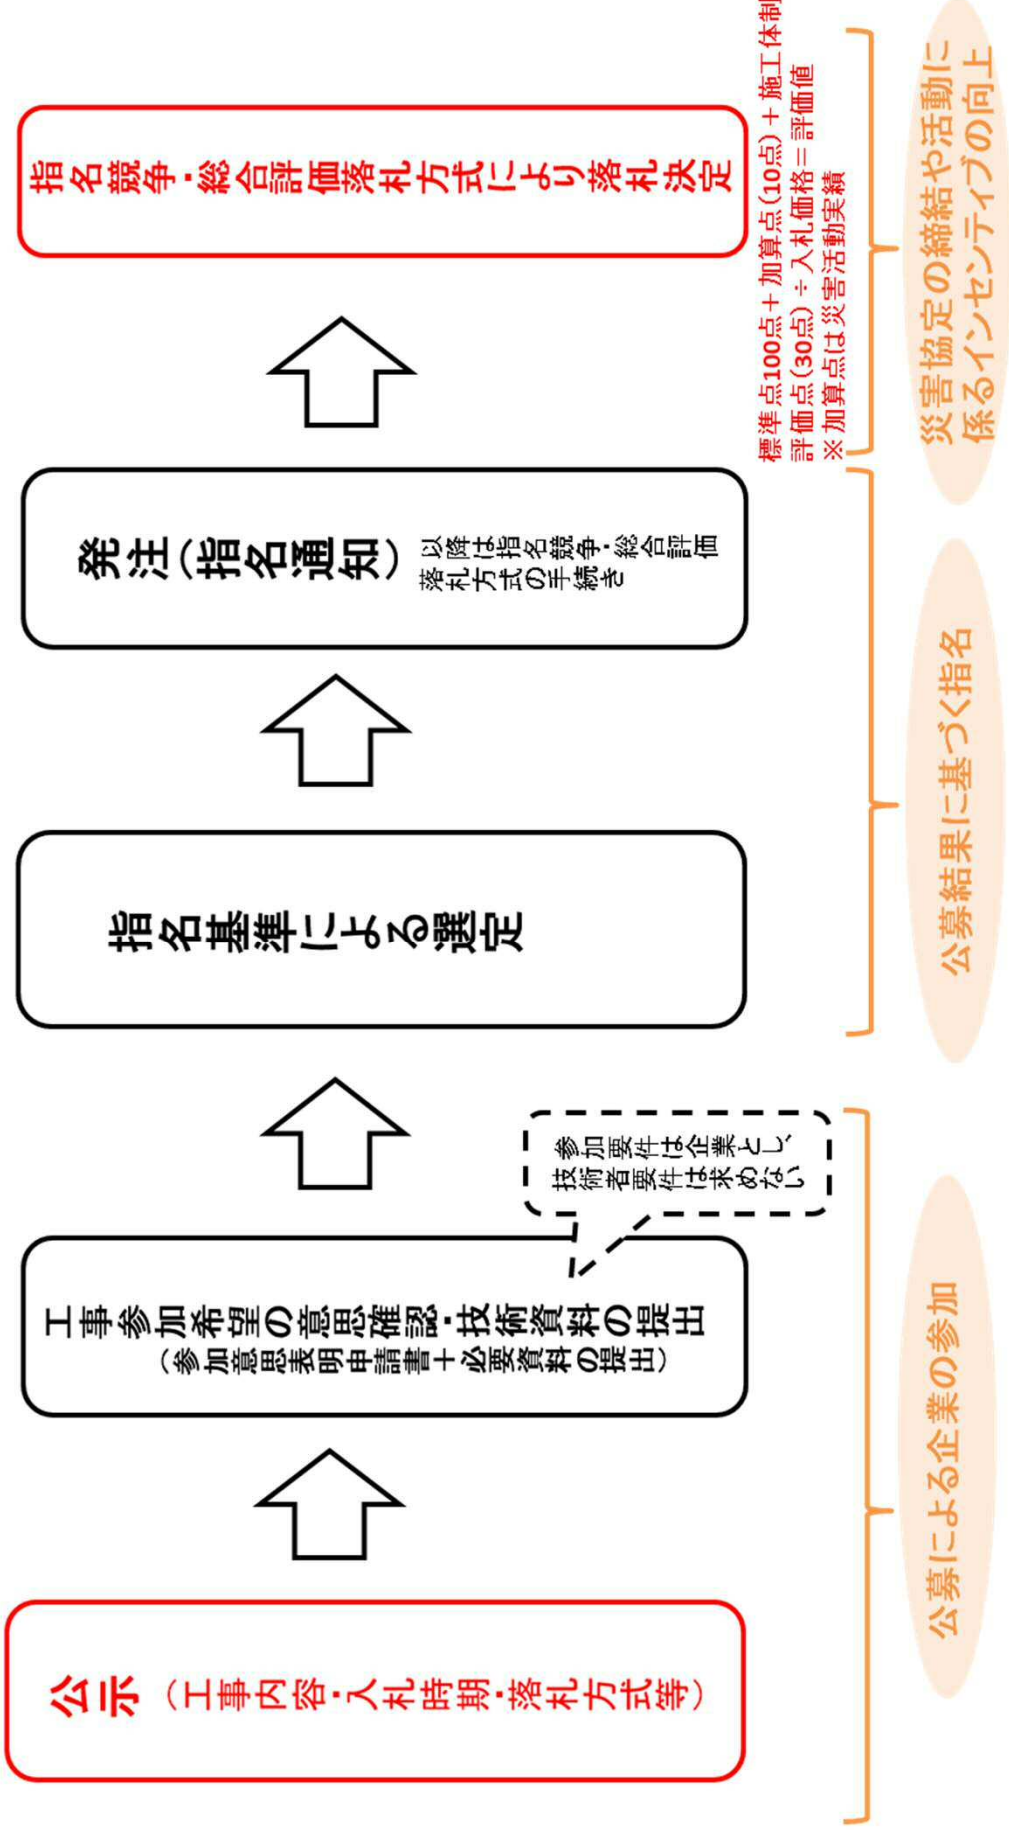 公示
（工事内容・入札時期・落札方式等）
工事参加希望の意思確認・技術資料の提出
（参加意思表明申請書＋必要資料の提出）
参加要件は企業とし、
技術者要件は求めない
指名基準による選定
発注（指名通知）
以降は指名競争・総合評価
落札方式の手続き
指名競争・総合評価落札方式により落札決定
標準点100点＋加算点（10点）＋施工体制
評価点（30点）÷入札価格＝評価値
※加算点は災害活動実績
公募による企業の参加
公募結果に基づく指名
災害協定の締結や活動に
係るインセンティブの向上